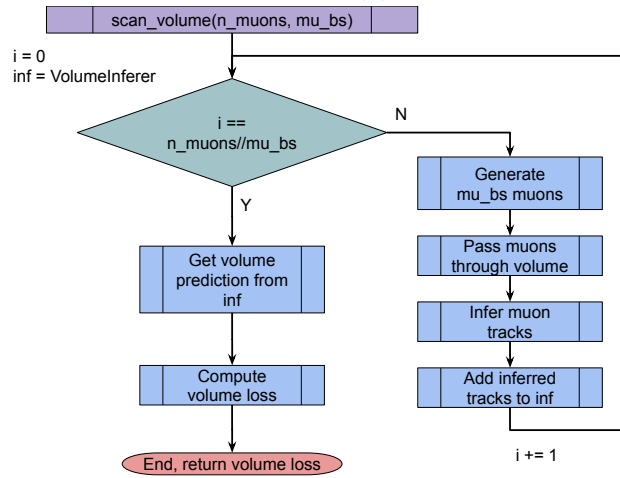 scan_volume(n_muons, mu_bs)
i = 0
inf = VolumeInferer
i ==
n_muons//mu_bs
N
Y
Generate
mu_bs muons
Pass muons
through volume
Infer muon
tracks
Add inferred
tracks to inf
i += 1
Get volume
prediction from
inf
Compute
volume loss
End, return volume loss